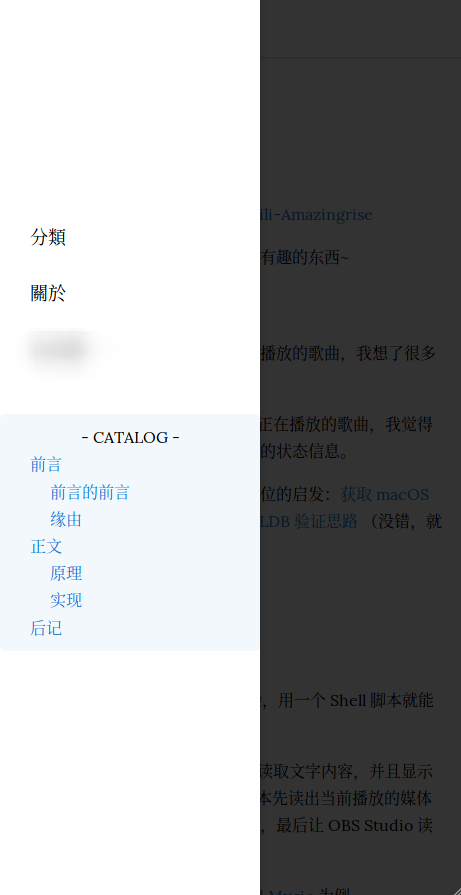 分類
關於
- CATALOG -
前言
前言的前言
缘由
正文
原理
实现
后记
ili-Amazingrise
有趣的东西~
播放的歌曲，我想了很多
正在播放的歌曲，我觉得
的状态信息。
位的启发：获取 macOS
LDB 验证思路 （没错，就
，用一个 Shell 脚本就能
读取文字内容，并且显示
本先读出当前播放的媒体
，最后让 OBS Studio 读